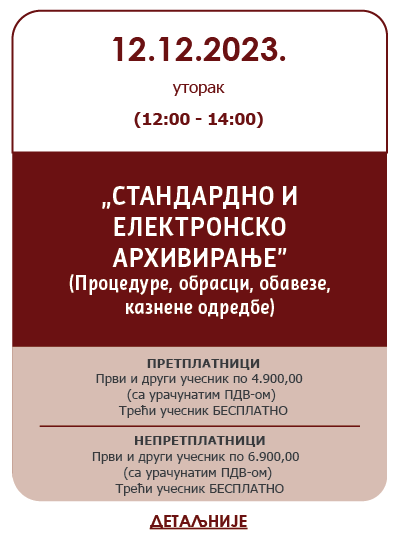 12.12.2023.
уторак
(12:00 - 14:00)
„СТАНДАРДНО И
ЕЛЕКТРОНСКО
АРХИВИРАЊЕ”
(Процедуре, обрасци, обавезе,
казнене одредбе)
ПРЕТПЛАТНИЦИ
Први и други учесник по 4.900,00
(са урачунатим ПДВ-ом)
Трећи учесник БЕСПЛАТНО
НЕПРЕТПЛАТНИЦИ
Први и други учесник по 6.900,00
(са урачунатим ПДВ-ом)
Трећи учесник БЕСПЛАТНО
ДЕТАЉНИЈЕ